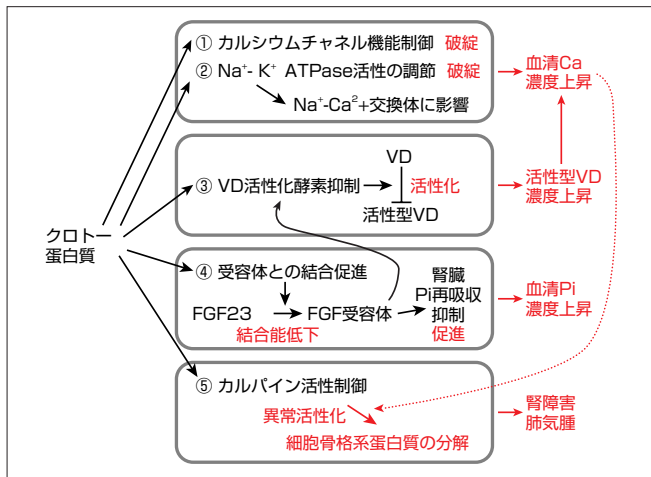 ① カルシウムチャネル機能制御 破綻
② Na⁺- K⁺ ATPase活性の調節 破綻
Na⁺-Ca²+交換体に影響
血清Ca
濃度上昇
VD
③ VD活性化酵素抑制
活性化
活性型VD
活性型VD
濃度上昇
クロトー
蛋白質
④ 受容体との結合促進
FGF23
FGF受容体
結合能低下
腎臓
Pi再吸収
抑制
促進
血清Pi
濃度上昇
⑤ カルパイン活性制御
異常活性化
細胞骨格系蛋白質の分解
腎障害
肺気腫